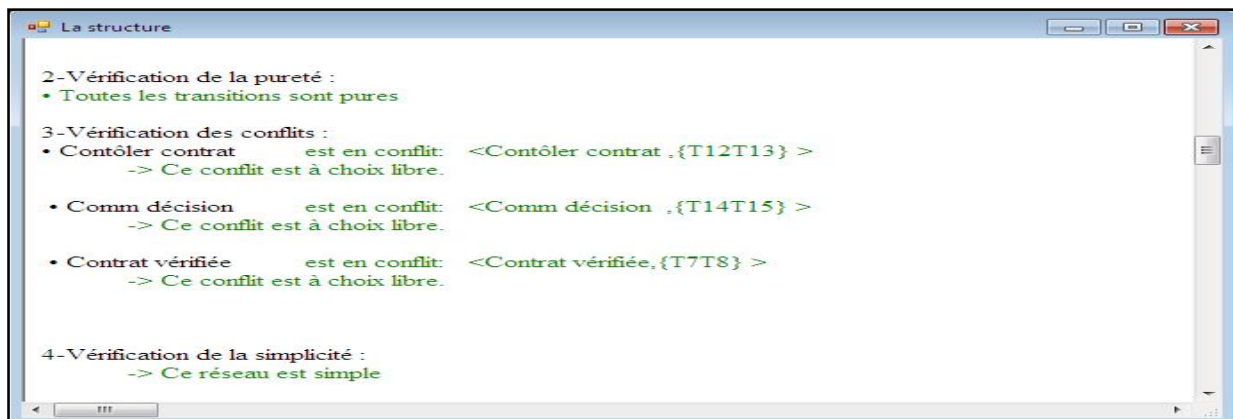 La structure
2-Vérification de la pureté :
• Toutes les transitions sont pures
3-Vérification des conflits :
• Contôler contrat est en conflit: <Contôler contrat ,{T12T13} >
-> Ce conflit est à choix libre.
• Comm décision est en conflit: <Comm décision ,{T14T15} >
-> Ce conflit est à choix libre.
• Contrat vérifiée est en conflit: <Contrat vérifiée,{T7T8} >
-> Ce conflit est à choix libre.
4-Vérification de la simplicité :
-> Ce réseau est simple